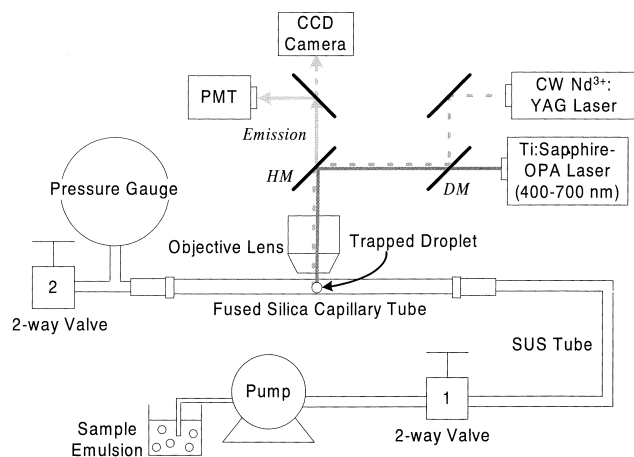 CCD
Camera
PMT
CW Nd³⁺:
YAG Laser
Emission
Ti:Sapphire-
OPA Laser
(400-700 nm)
HM
DM
Pressure Gauge
Objective Lens
Trapped Droplet
2
2-way Valve
Fused Silica Capillary Tube
SUS Tube
Pump
1
2-way Valve
Sample
Emulsion